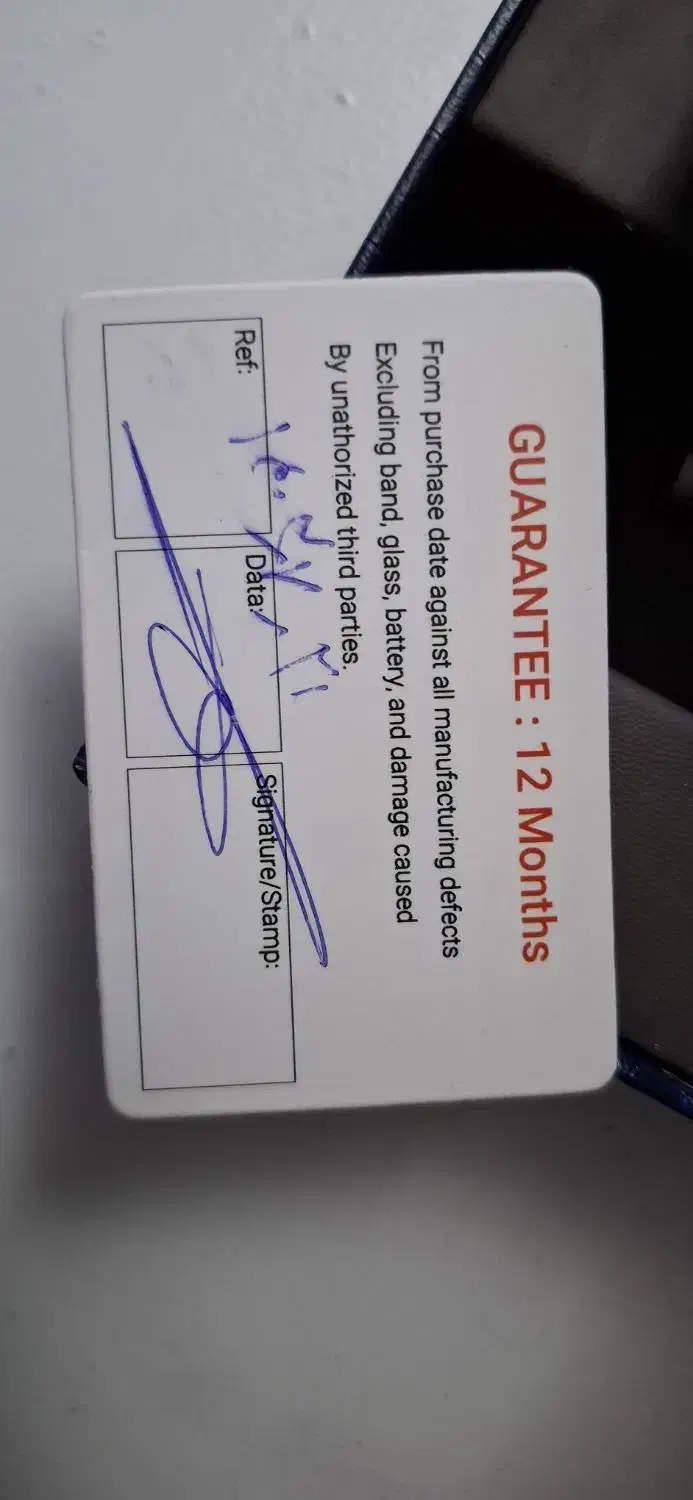 GUARANTEE : 12 Months
From purchase date against all manufacturing defects
Excluding band, glass, battery, and damage caused
By unathorized third parties.
Ref:
Data:
Signature/Stamp: